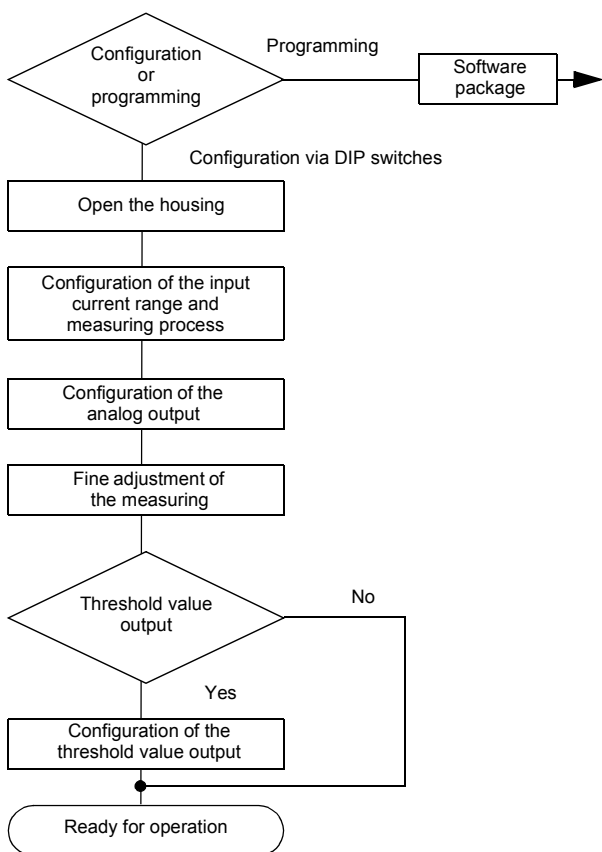 Configuration
or
programming
Programming
Software
package
Configuration via DIP switches
Open the housing
Configuration of the input
current range and
measuring process
Configuration of the
analog output
Fine adjustment of
the measuring
Threshold value
output
No
Yes
Configuration of the
threshold value output
Ready for operation